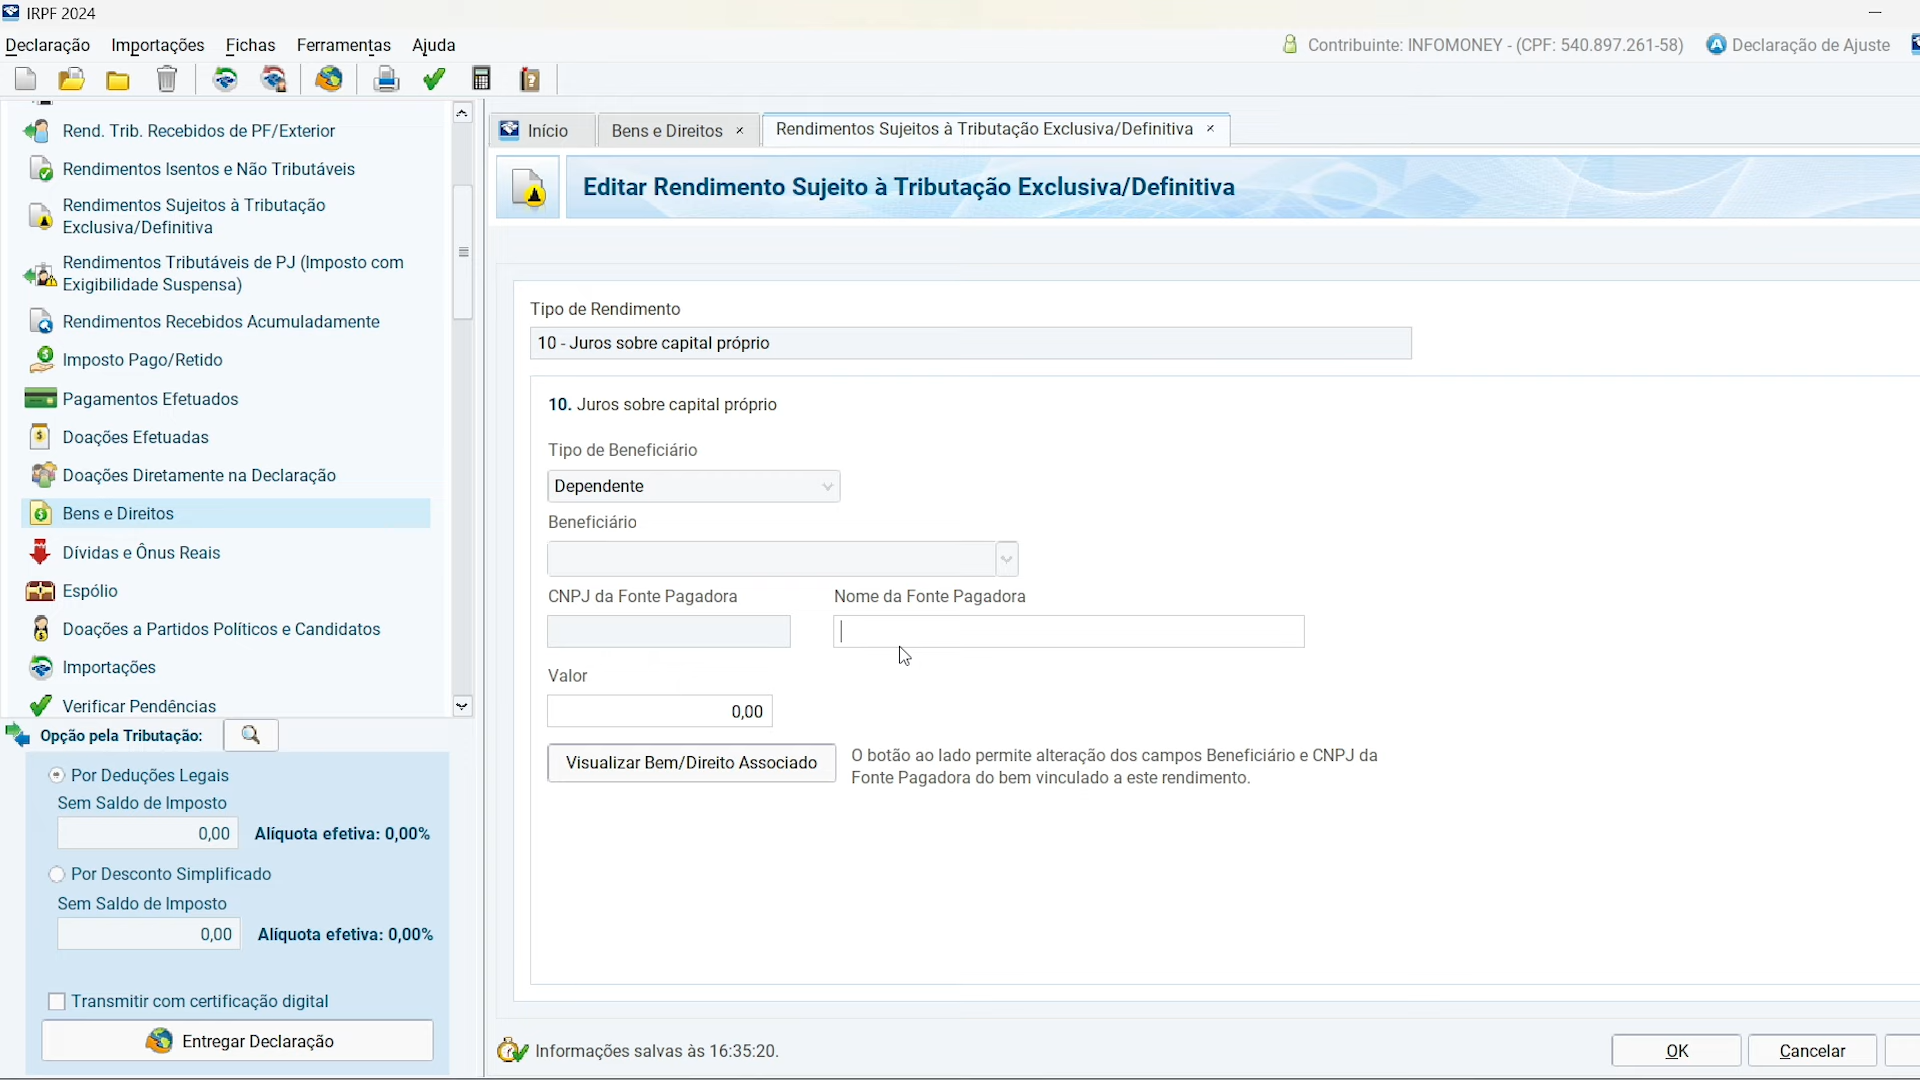 IRPF 2024
Declaração Importações Fichas Ferramentas Ajuda
Contribuinte: INFOMONEY - (CPF: 540.897.261-58) Declaração de Ajuste
Rend. Trib. Recebidos de PF/Exterior
Rendimentos Isentos e Não Tributáveis
Rendimentos Sujeitos à Tributação
Exclusiva/Definitiva
Rendimentos Tributáveis de PJ (Imposto com
Exigibilidade Suspensa)
Rendimentos Recebidos Acumuladamente
Imposto Pago/Retido
Pagamentos Efetuados
Doações Efetuadas
Doações Diretamente na Declaração
Bens e Direitos
Dívidas e Ônus Reais
Espólio
Doações a Partidos Políticos e Candidatos
Importações
Verificar Pendências
Opção pela Tributação:
Por Deduções Legais
Sem Saldo de Imposto
0,00 Alíquota efetiva: 0,00%
Por Desconto Simplificado
Sem Saldo de Imposto
0,00 Alíquota efetiva: 0,00%
Transmitir com certificação digital
Entregar Declaração
Início Bens e Direitos × Rendimentos Sujeitos à Tributação Exclusiva/Definitiva ×
Editar Rendimento Sujeito à Tributação Exclusiva/Definitiva
Tipo de Rendimento
10 - Juros sobre capital próprio
10. Juros sobre capital próprio
Tipo de Beneficiário
Dependente
Beneficiário
CNPJ da Fonte Pagadora Nome da Fonte Pagadora
Valor
0,00
Visualizar Bem/Direito Associado
O botão ao lado permite alteração dos campos Beneficiário e CNPJ da
Fonte Pagadora do bem vinculado a este rendimento.
Informações salvas às 16:35:20.
OK Cancelar